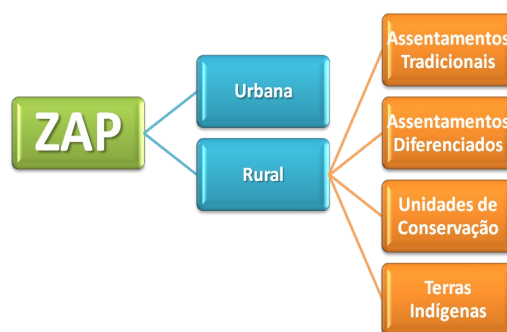 ZAP
Urbana
Rural
Assentamentos
Tradicionais
Assentamentos
Diferenciados
Unidades de
Conservação
Terras
Indígenas